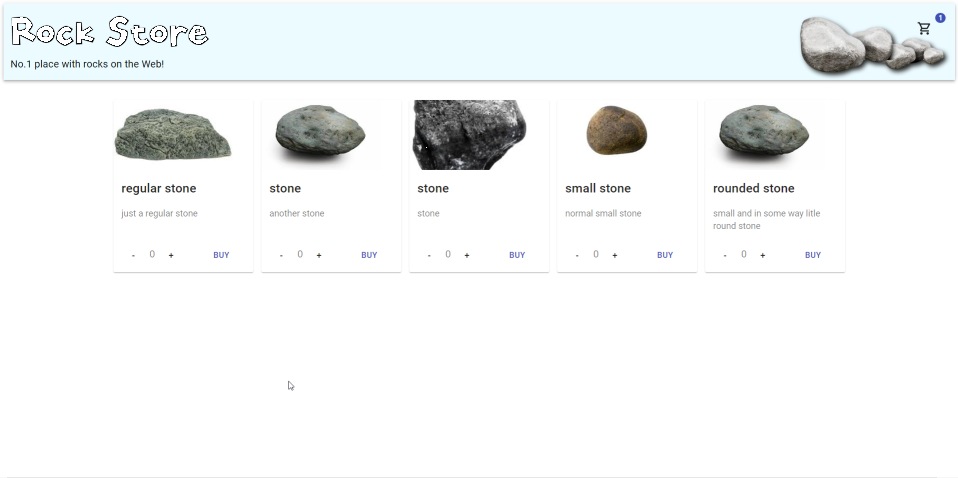 Rock Store
1
No.1 place with rocks on the Web!
regular stone
just a regular stone
- 0 + BUY
stone
another stone
- 0 + BUY
stone
stone
- 0 + BUY
small stone
normal small stone
- 0 + BUY
rounded stone
small and in some way litle
round stone
- 0 + BUY